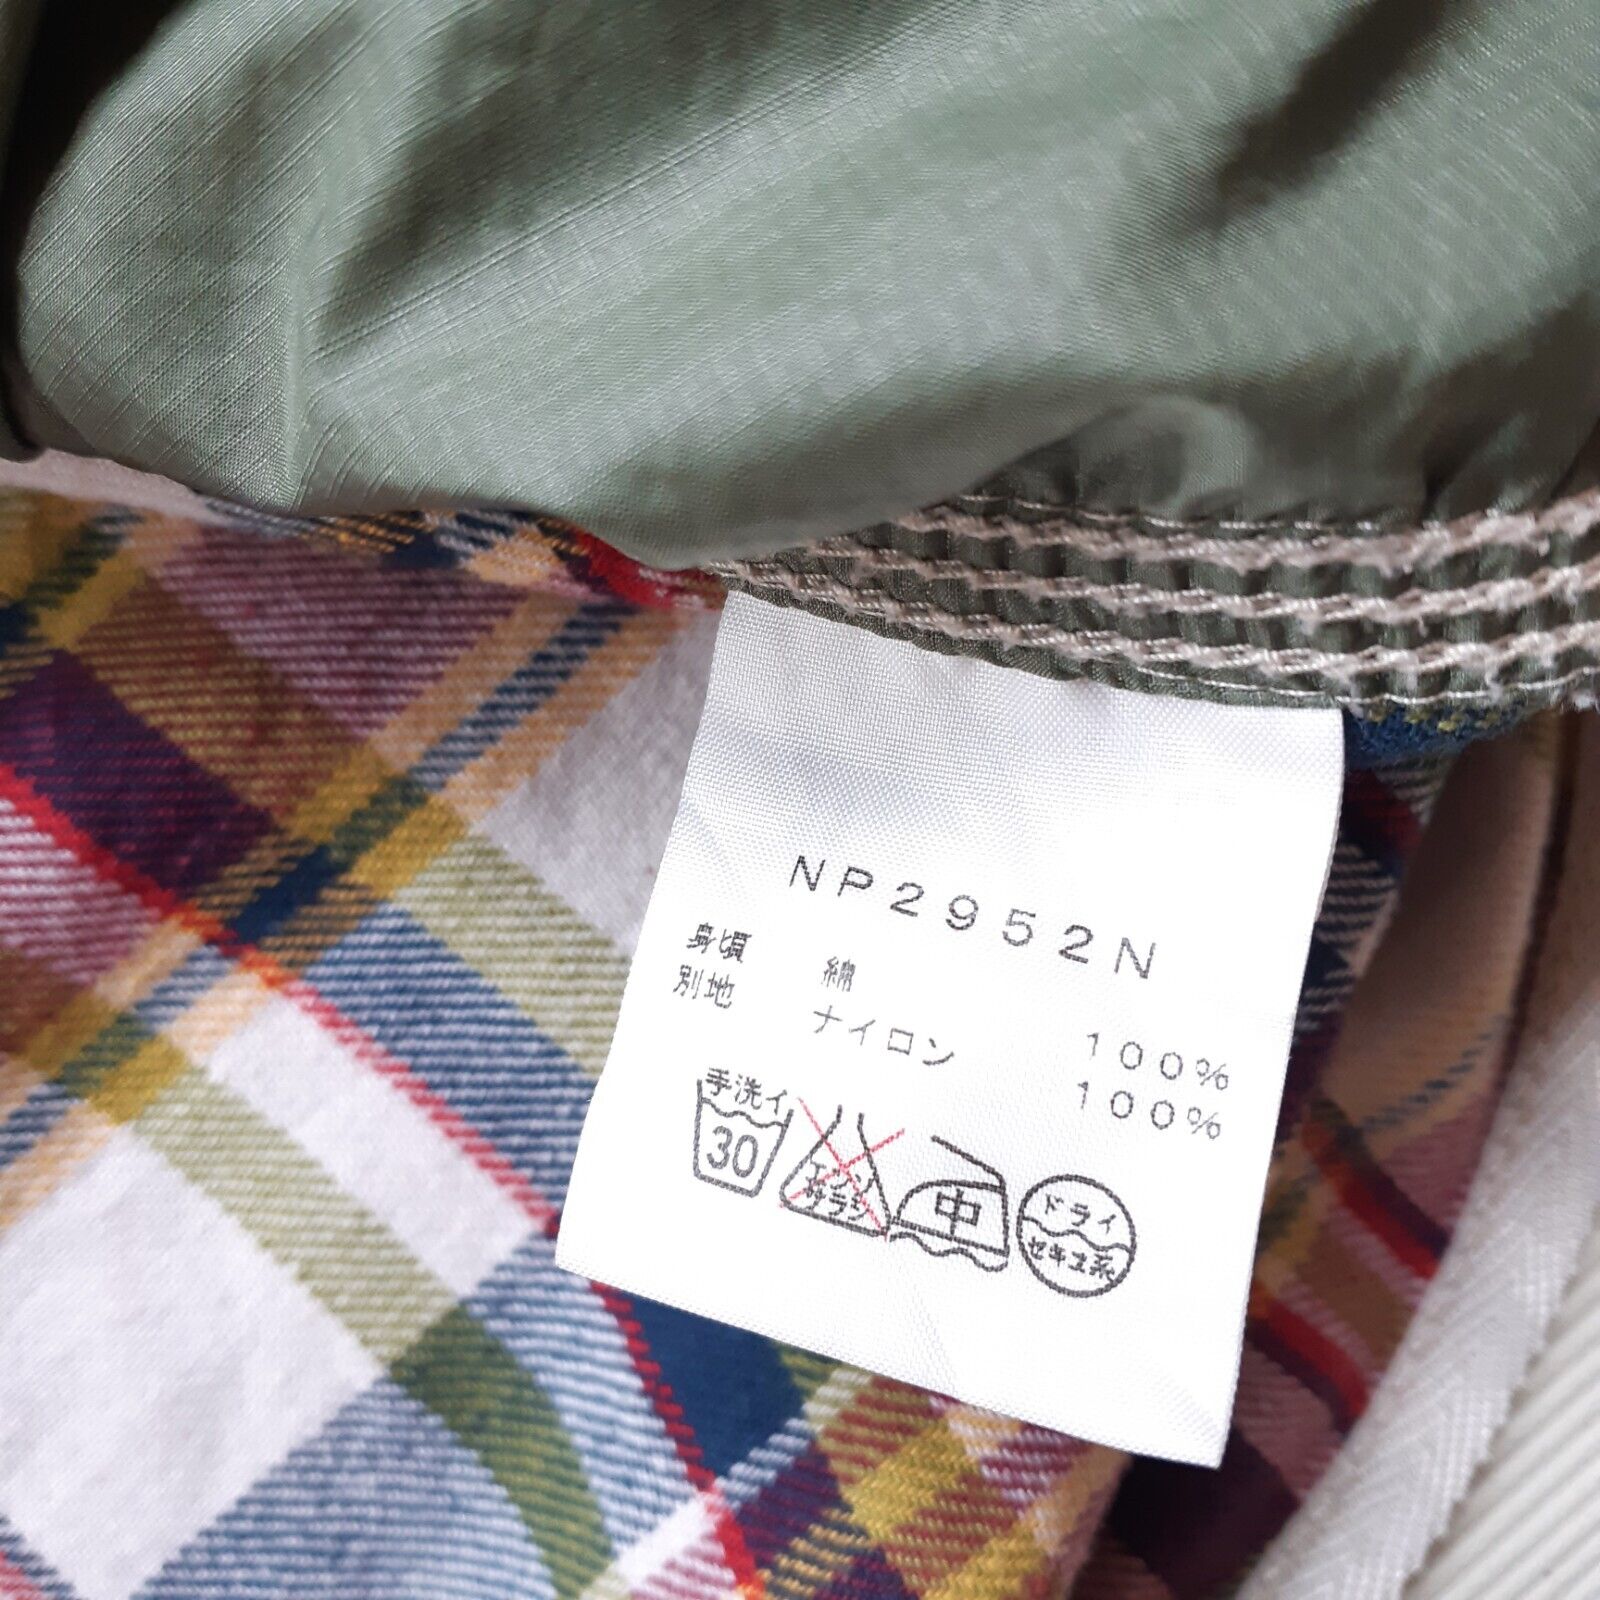 NP2952N
身頃 綿 100%
別地 ナイロン 100%
手洗イ
30
エンソ
サラシ
中
ドライ
セキユ系